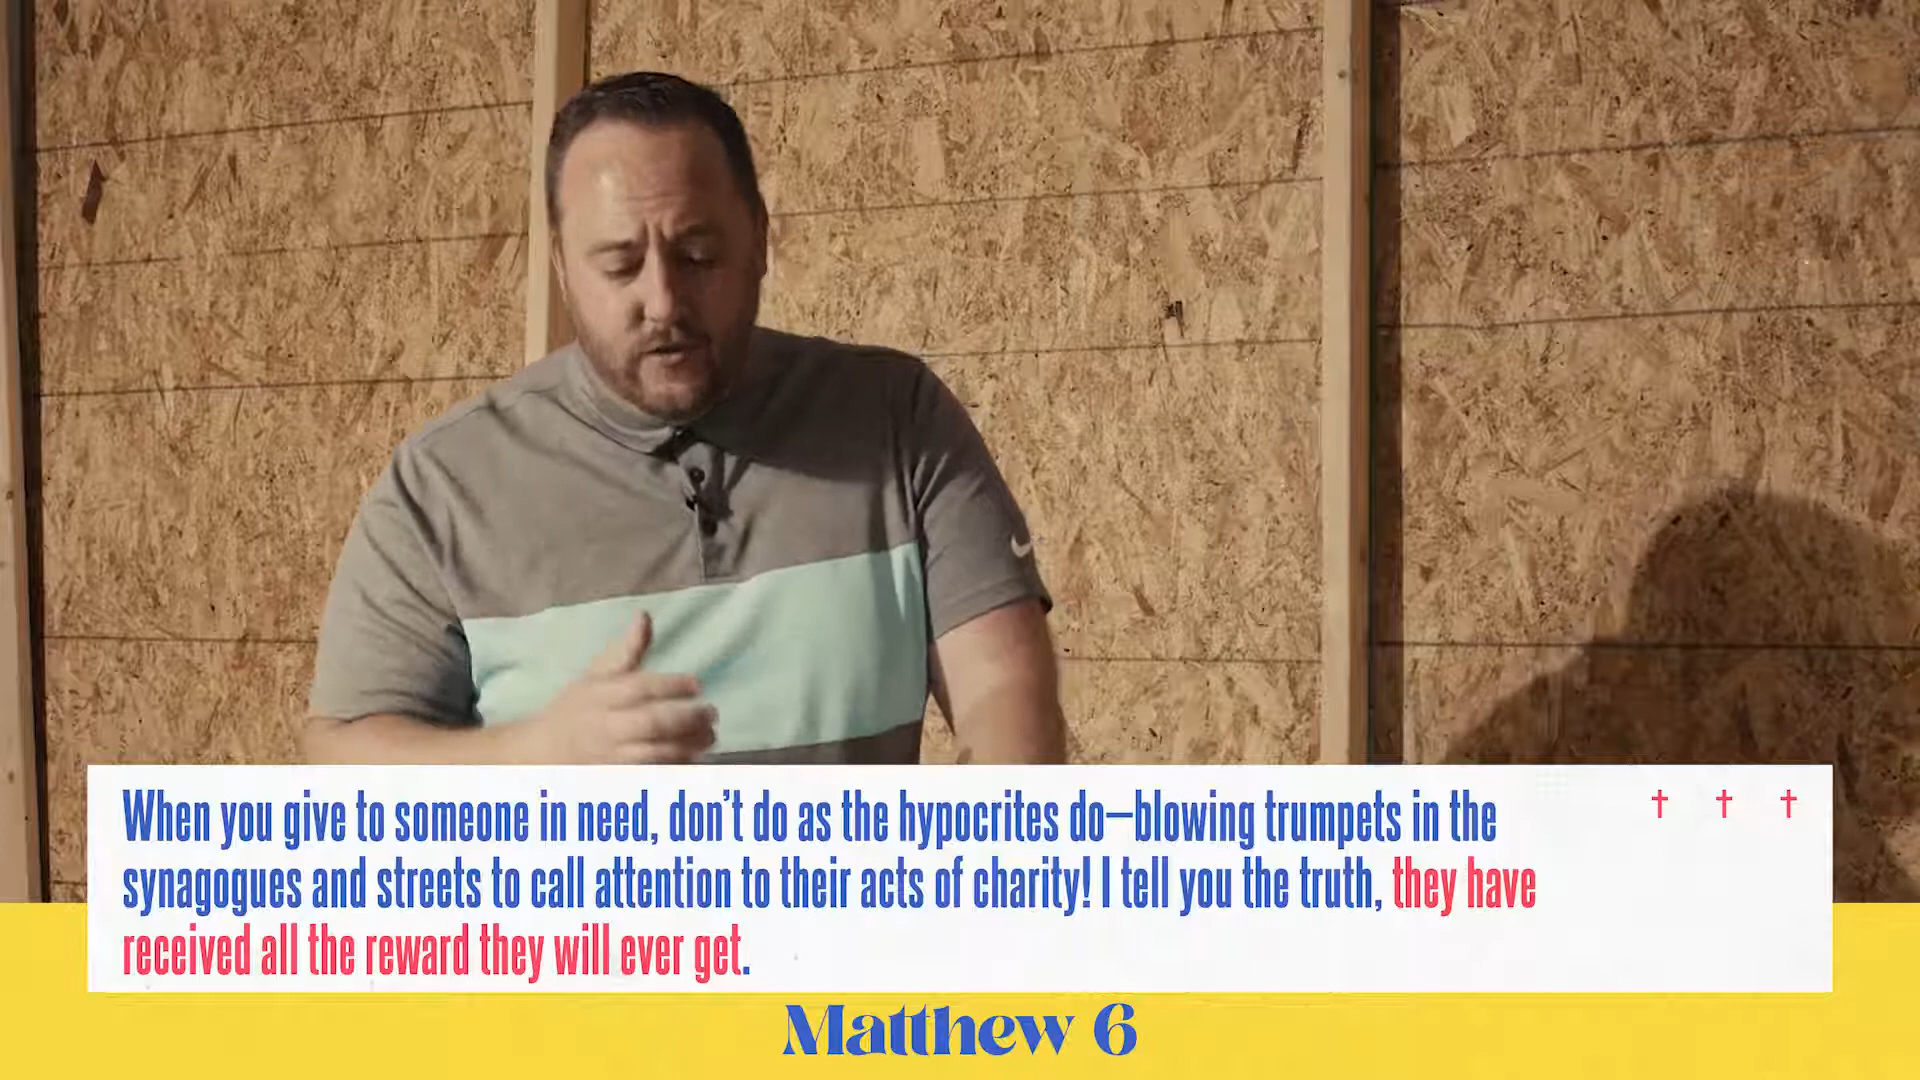 When you give to someone in need, don't do as the hypocrites do—blowing trumpets in the
synagogues and streets to call attention to their acts of charity! I tell you the truth, they have
received all the reward they will ever get.
Matthew 6